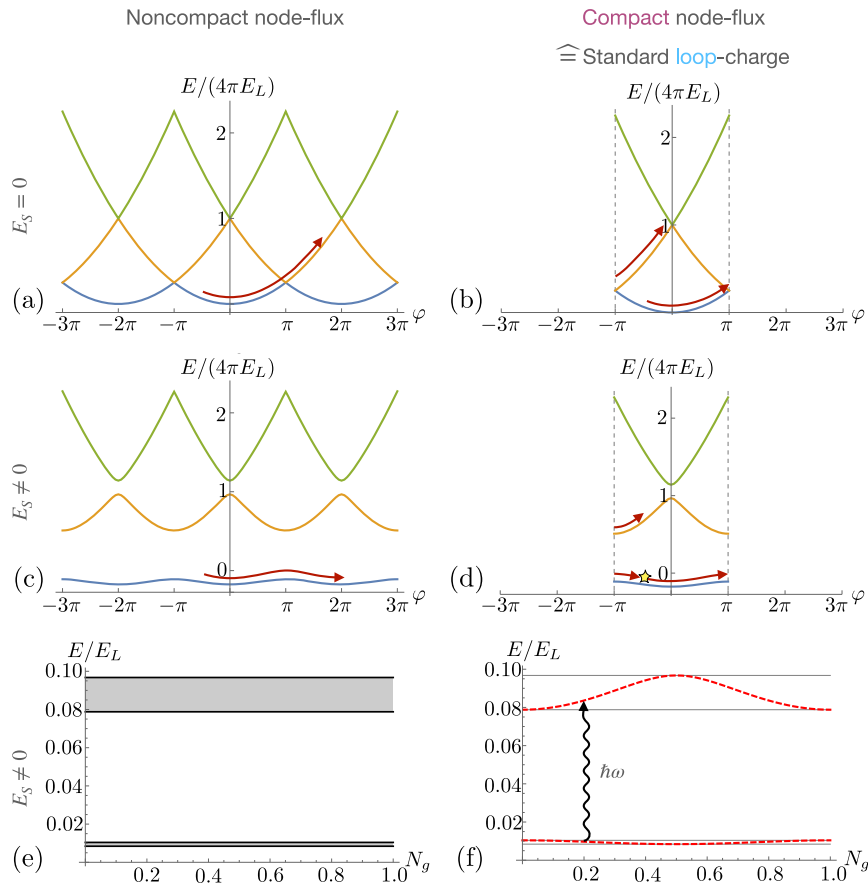 Noncompact node-flux
Compact node-flux
≙ Standard loop-charge
E/(4πE_L)
E/(4πE_L)
2
2
E_S = 0
1
1
(a)
(b)
−3π −2π −π π 2π 3π φ
−3π −2π −π π 2π 3π φ
E/(4πE_L)
E/(4πE_L)
2
2
E_S ≠ 0
1
1
0
0
(c)
(d)
−3π −2π −π π 2π 3π φ
−3π −2π −π π 2π 3π φ
E/E_L
E/E_L
0.10
0.10
0.08
0.08
E_S ≠ 0
0.06
0.06
ħω
0.04
0.04
0.02
0.02
(e)
(f)
0.2 0.4 0.6 0.8 1.0 N_g
0.2 0.4 0.6 0.8 1.0 N_g